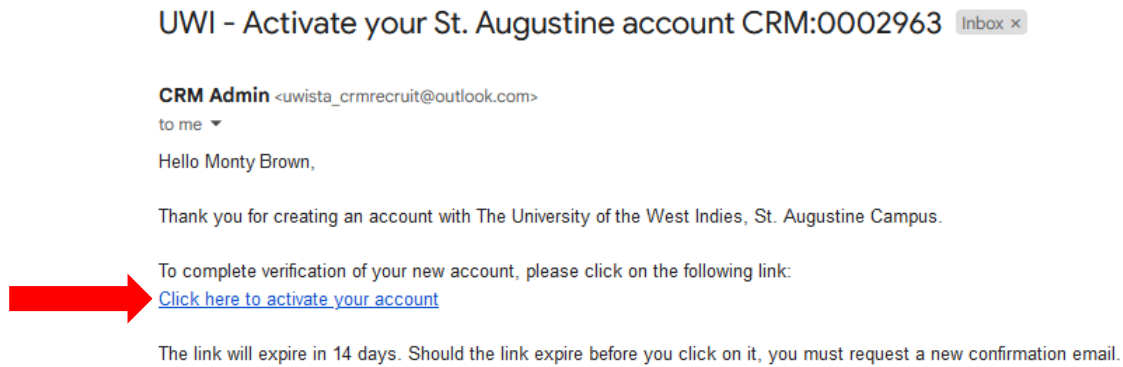 UWI - Activate your St. Augustine account CRM:0002963 Inbox ×
CRM Admin <uwista_crmrecruit@outlook.com>
to me
Hello Monty Brown,
Thank you for creating an account with The University of the West Indies, St. Augustine Campus.
To complete verification of your new account, please click on the following link:
Click here to activate your account
The link will expire in 14 days. Should the link expire before you click on it, you must request a new confirmation email.